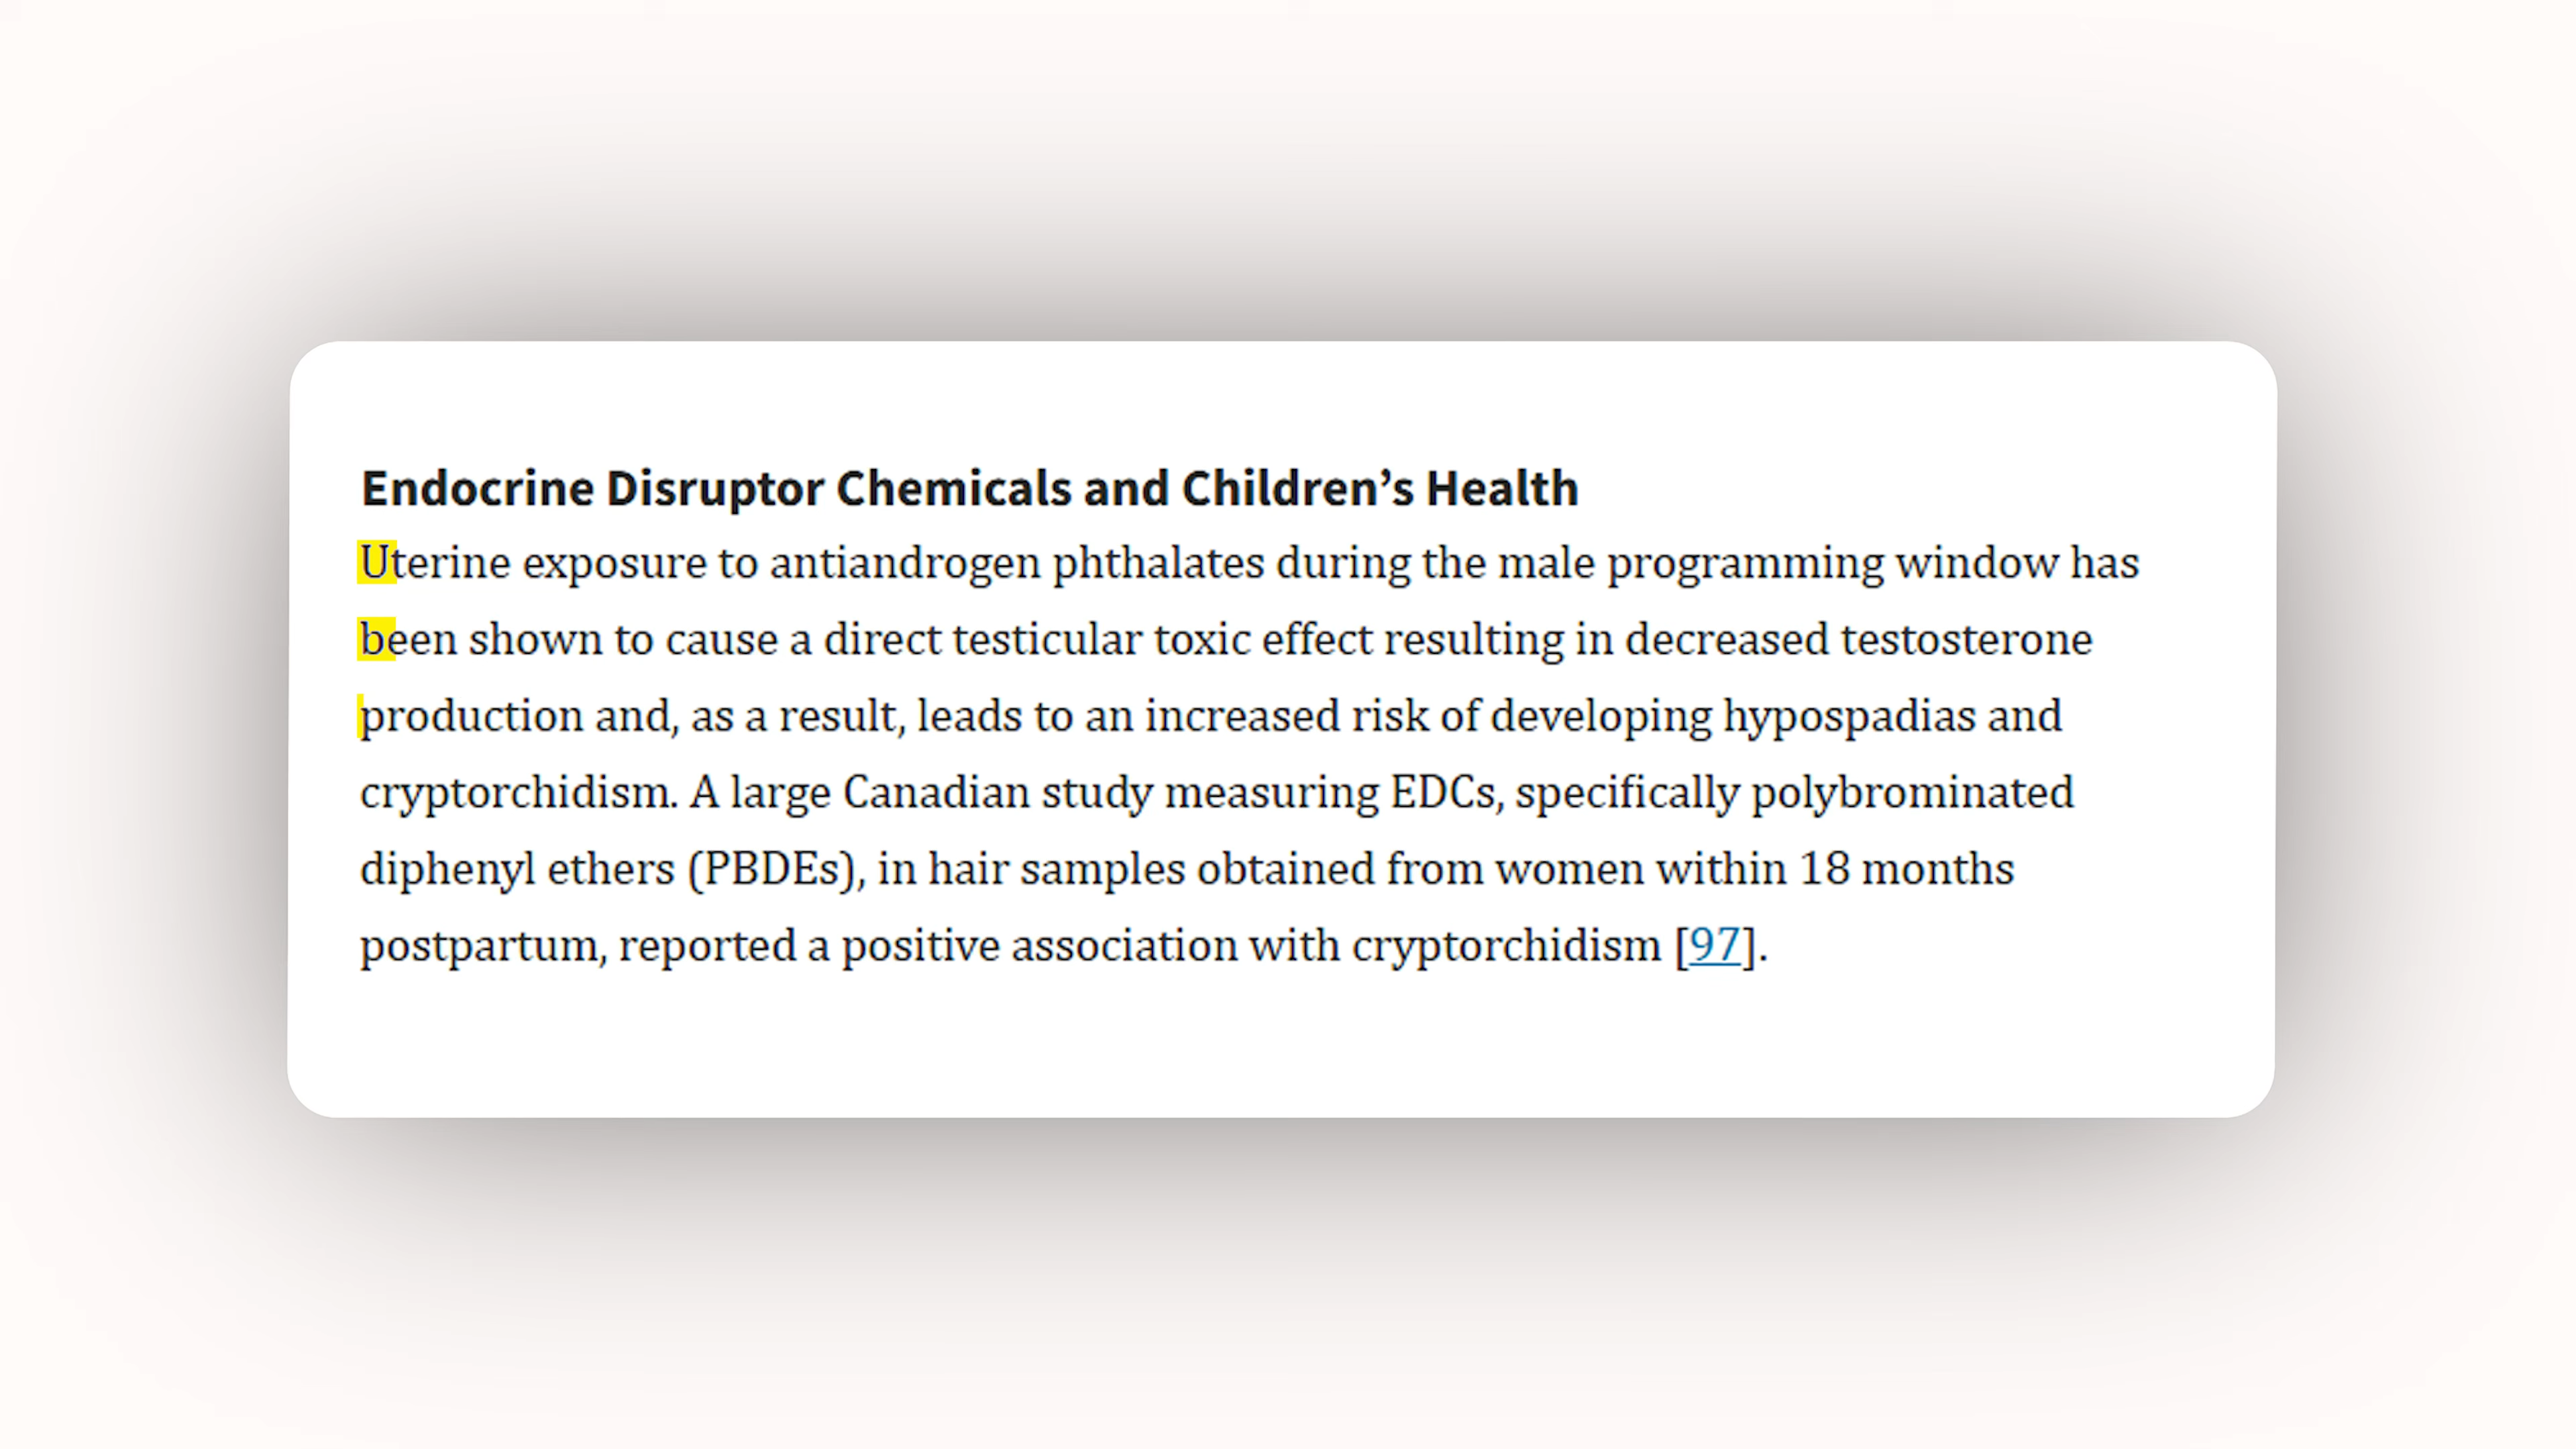 Endocrine Disruptor Chemicals and Children’s Health
Uterine exposure to antiandrogen phthalates during the male programming window has
been shown to cause a direct testicular toxic effect resulting in decreased testosterone
production and, as a result, leads to an increased risk of developing hypospadias and
cryptorchidism. A large Canadian study measuring EDCs, specifically polybrominated
diphenyl ethers (PBDEs), in hair samples obtained from women within 18 months
postpartum, reported a positive association with cryptorchidism [97].